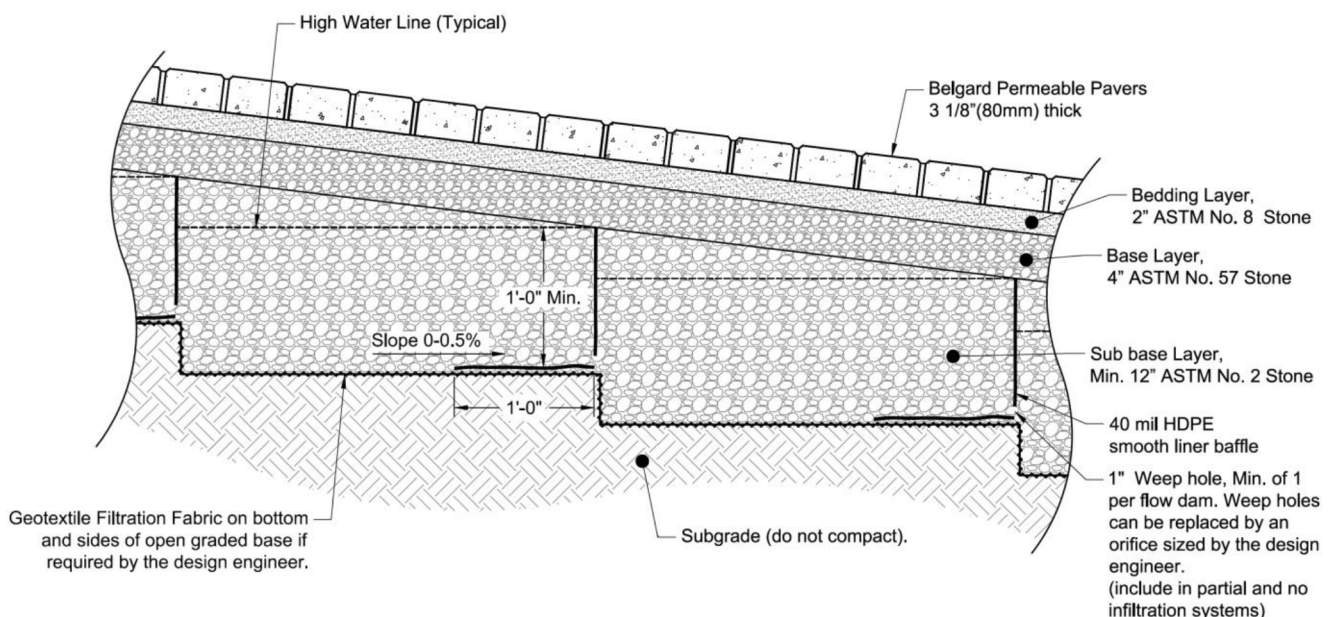 High Water Line (Typical)
Belgard Permeable Pavers
3 1/8"(80mm) thick
Bedding Layer,
2" ASTM No. 8 Stone
Base Layer,
4" ASTM No. 57 Stone
1'-0" Min.
Slope 0-0.5%
Sub base Layer,
Min. 12" ASTM No. 2 Stone
1'-0"
40 mil HDPE
smooth liner baffle
1" Weep hole, Min. of 1
per flow dam. Weep holes
can be replaced by an
orifice sized by the design
engineer.
(include in partial and no
infiltration systems)
Geotextile Filtration Fabric on bottom
and sides of open graded base if
required by the design engineer.
Subgrade (do not compact).